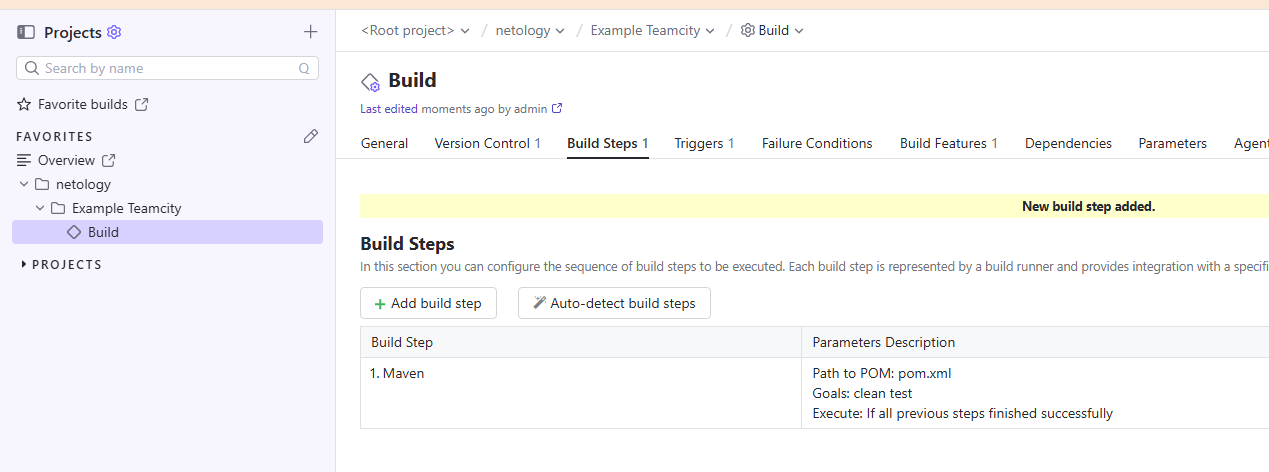 Projects
Search by name Q
Favorite builds
FAVORITES
Overview
netology
Example Teamcity
Build
PROJECTS
<Root project> / netology / Example Teamcity / Build
Build
Last edited moments ago by admin
General Version Control 1 Build Steps 1 Triggers 1 Failure Conditions Build Features 1 Dependencies Parameters Agent
New build step added.
Build Steps
In this section you can configure the sequence of build steps to be executed. Each build step is represented by a build runner and provides integration with a specifi
+ Add build step Auto-detect build steps
Build Step Parameters Description
1. Maven Path to POM: pom.xml
Goals: clean test
Execute: If all previous steps finished successfully